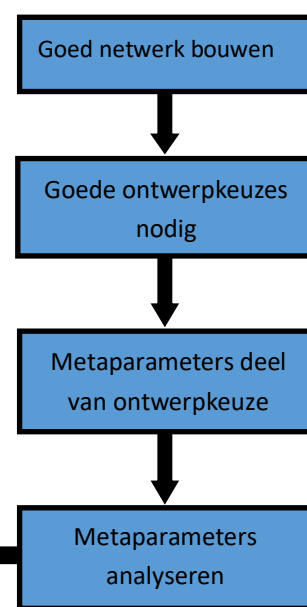 Goed netwerk bouwen
Goede ontwerpkeuzes
nodig
Metaparameters deel
van ontwerpkeuze
Metaparameters
analyseren